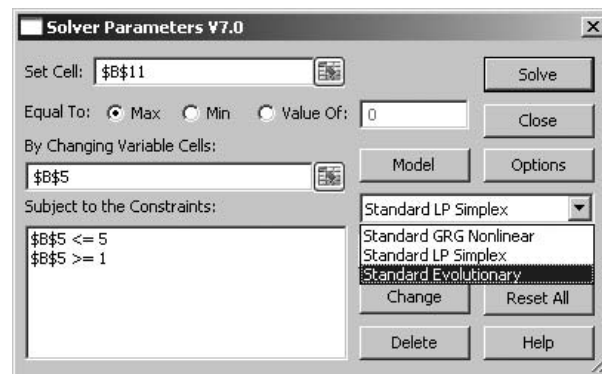 Solver Parameters V7.0
Set Cell: $B$11
Solve
Equal To: Max Min Value Of: 0
Close
By Changing Variable Cells:
$B$5
Model
Options
Subject to the Constraints:
Standard LP Simplex
$B$5 <= 5
$B$5 >= 1
Standard GRG Nonlinear
Standard LP Simplex
Standard Evolutionary
Change
Reset All
Delete
Help